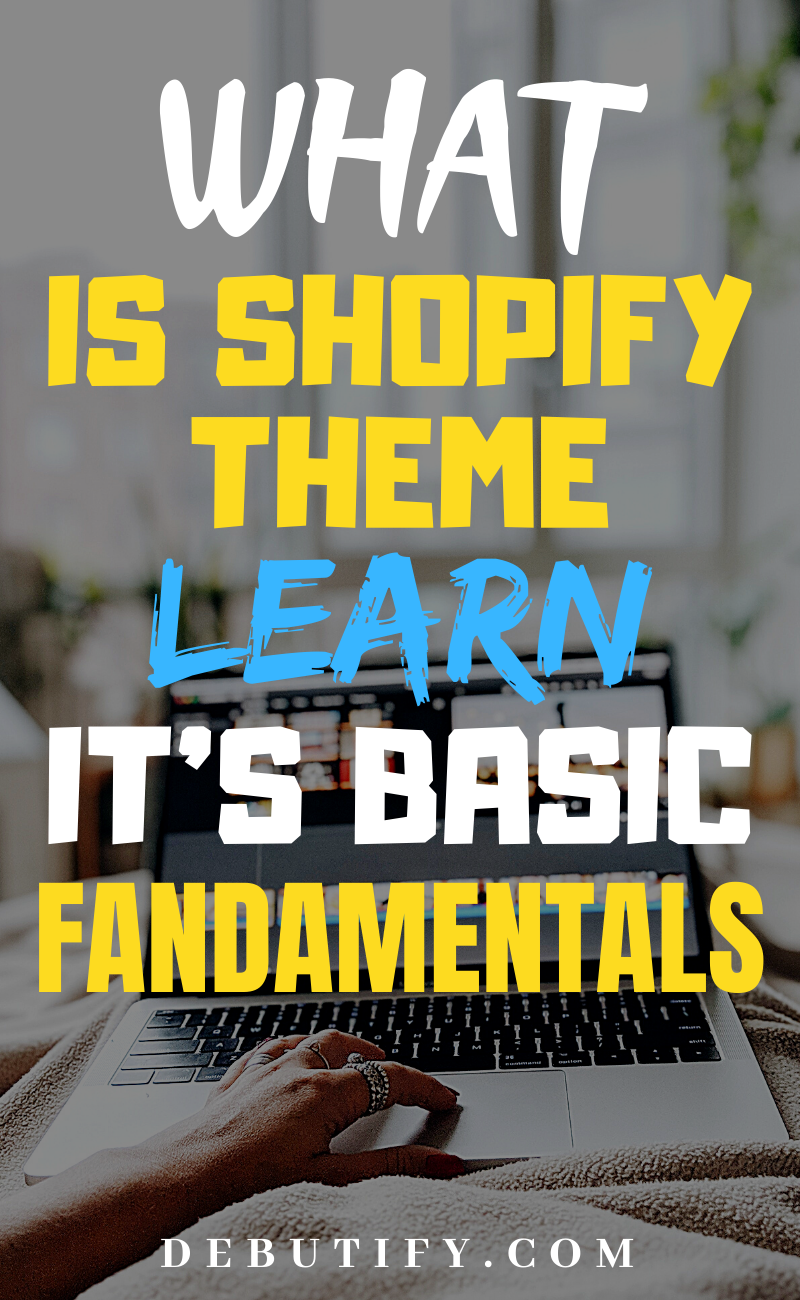 WHAT
IS SHOPIFY
THEME
LEARN
IT'S BASIC
FANDAMENTALS
DEBUTIFY.COM